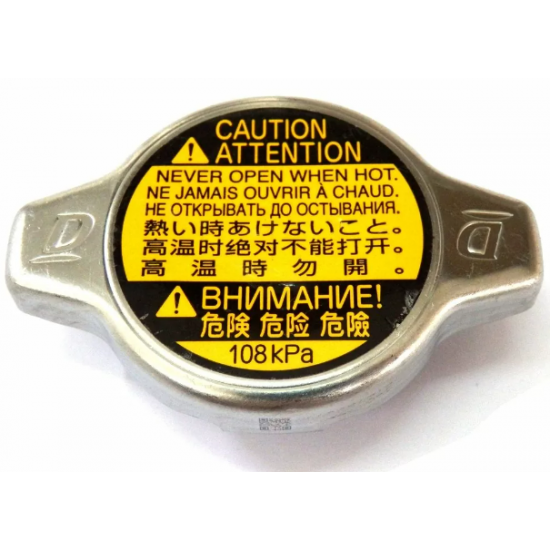 CAUTION
ATTENTION
NEVER OPEN WHEN HOT.
NE JAMAIS OUVRIR À CHAUD.
НЕ ОТКРЫВАТЬ ДО ОСТЫВАНИЯ.
熱い時あけないこと。
高温时绝对不能打开。
高温時勿開。
ВНИМАНИЕ!
危険 危险 危險
108kPa
D
D